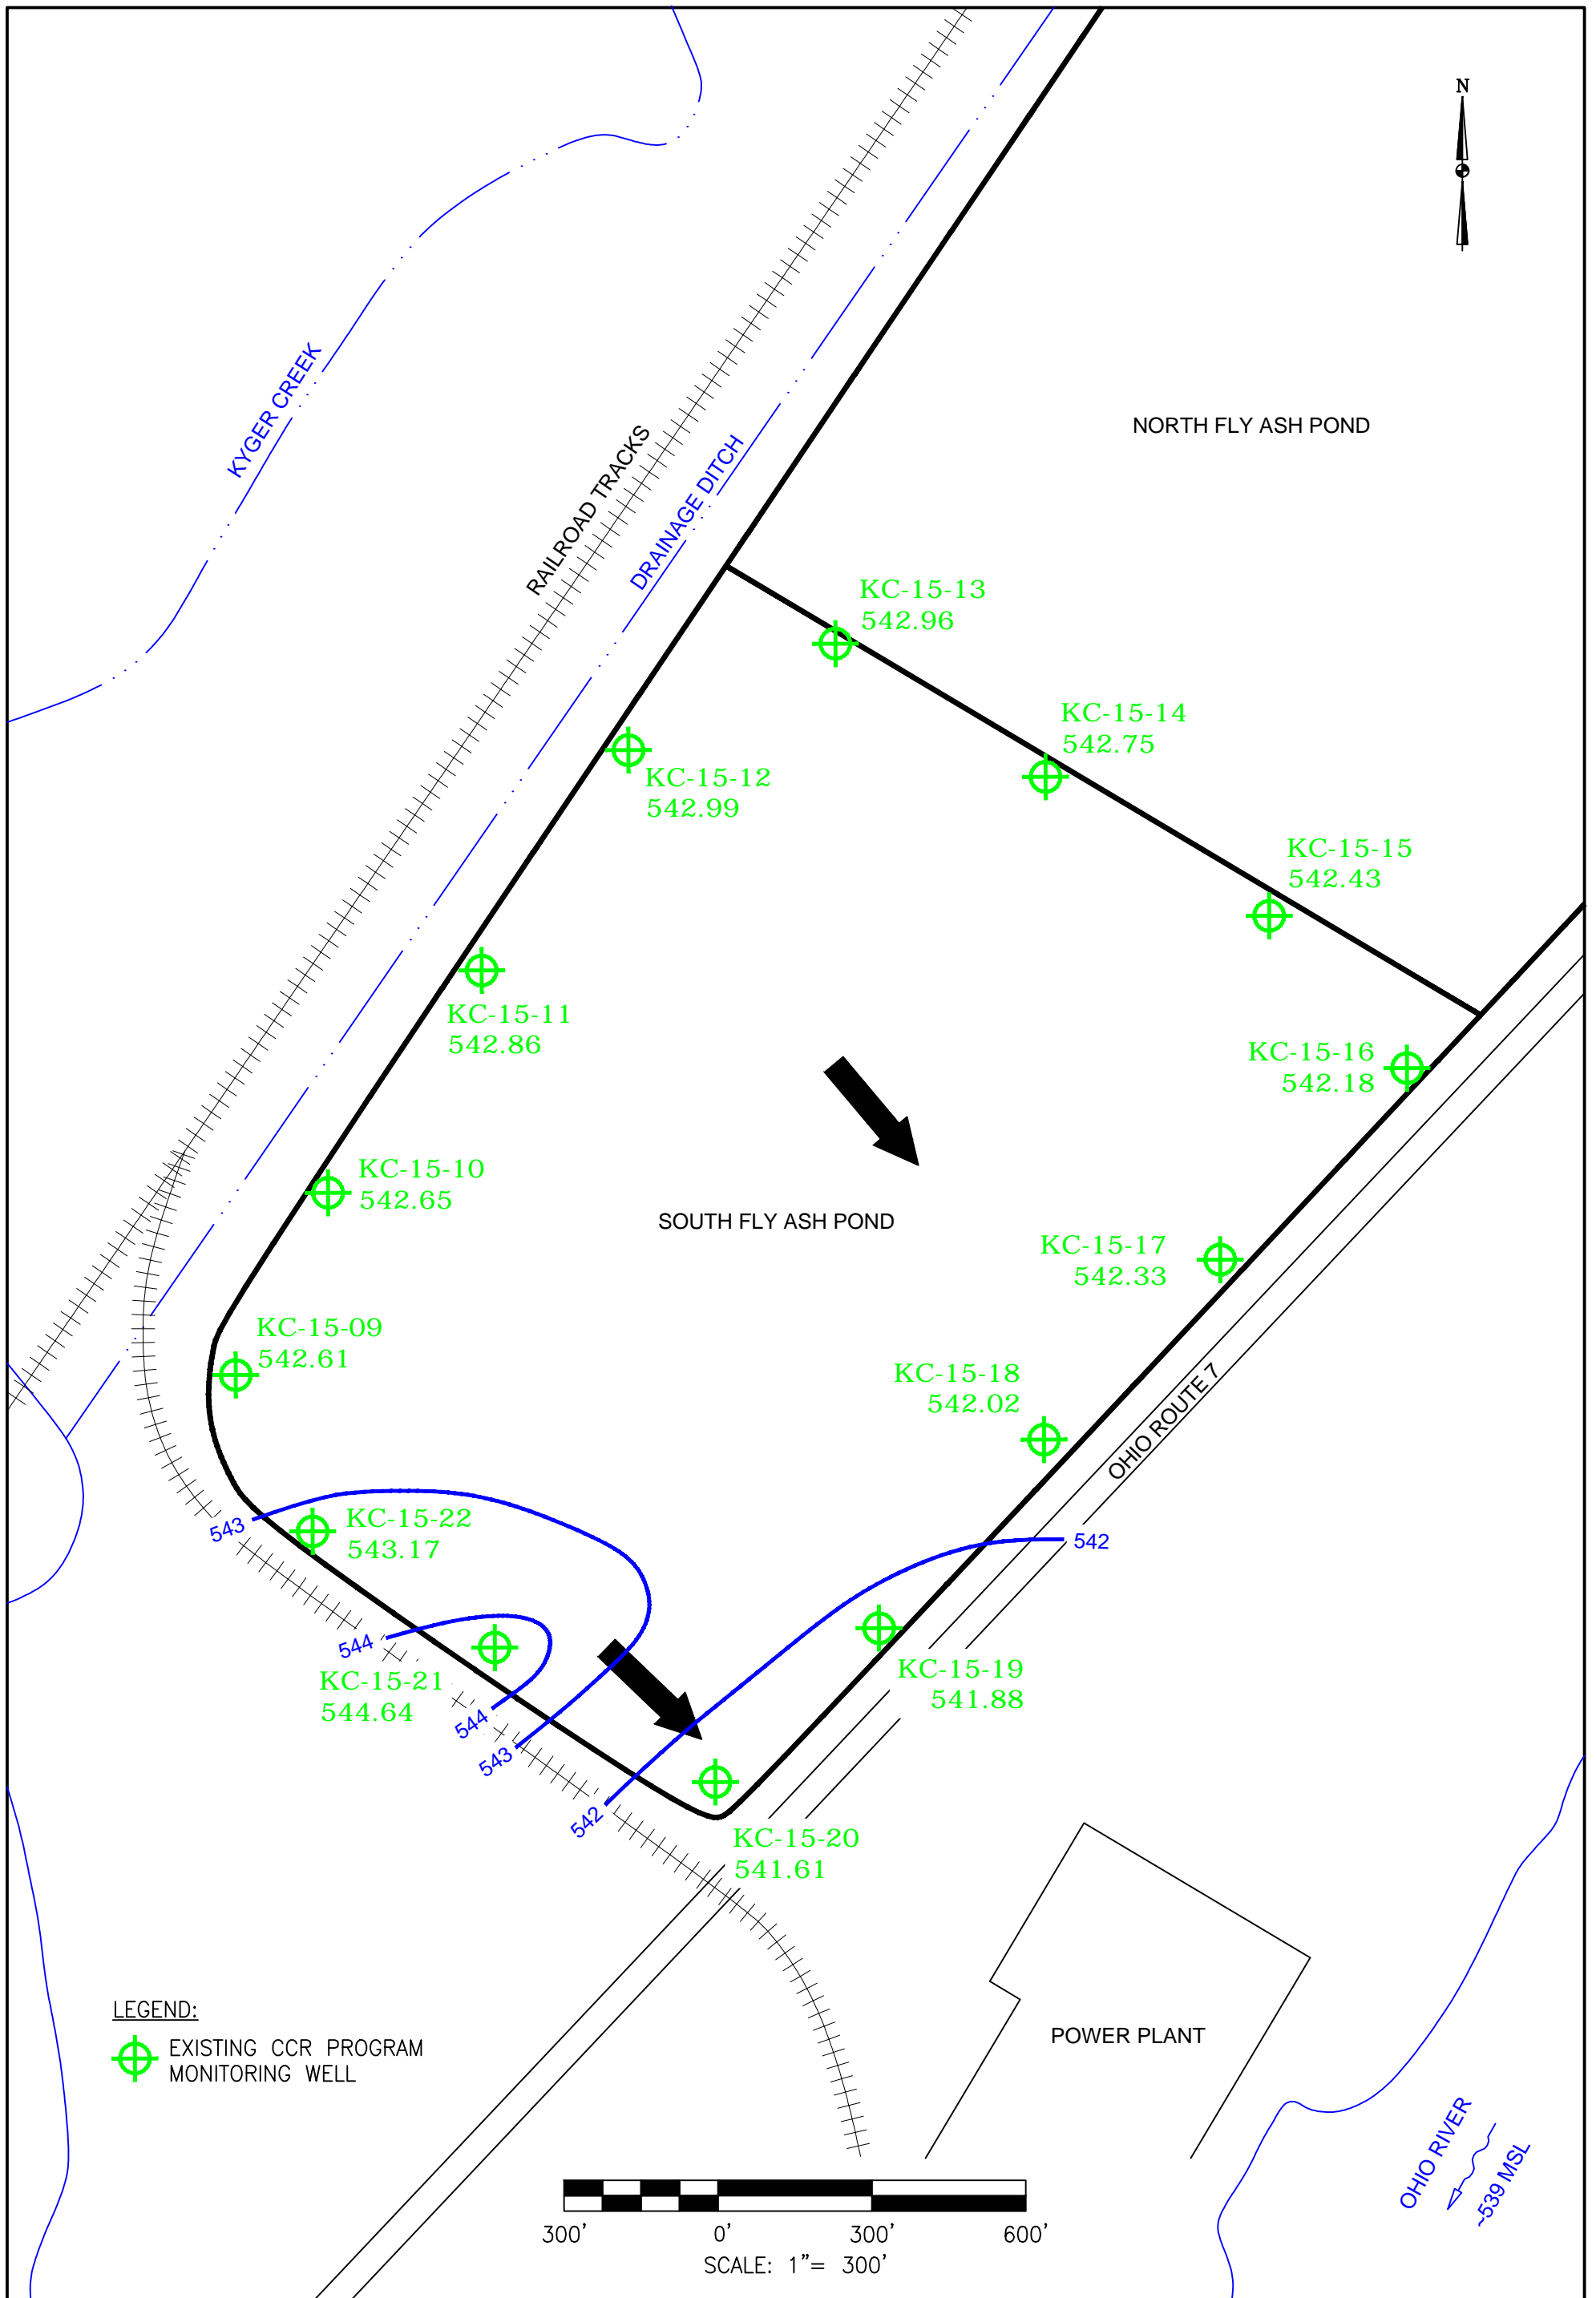 N
KYGER CREEK
RAILROAD TRACKS
DRAINAGE DITCH
NORTH FLY ASH POND
KC-15-13
542.96
KC-15-14
542.75
KC-15-12
542.99
KC-15-15
542.43
KC-15-11
542.86
KC-15-16
542.18
KC-15-10
542.65
SOUTH FLY ASH POND
KC-15-17
542.33
KC-15-09
542.61
KC-15-18
542.02
OHIO ROUTE 7
543
KC-15-22
543.17
542
544
KC-15-21
544.64
KC-15-19
541.88
544
543
542
KC-15-20
541.61
LEGEND:
EXISTING CCR PROGRAM
MONITORING WELL
POWER PLANT
OHIO RIVER
~539 MSL
300' 0' 300' 600'
SCALE: 1"= 300'